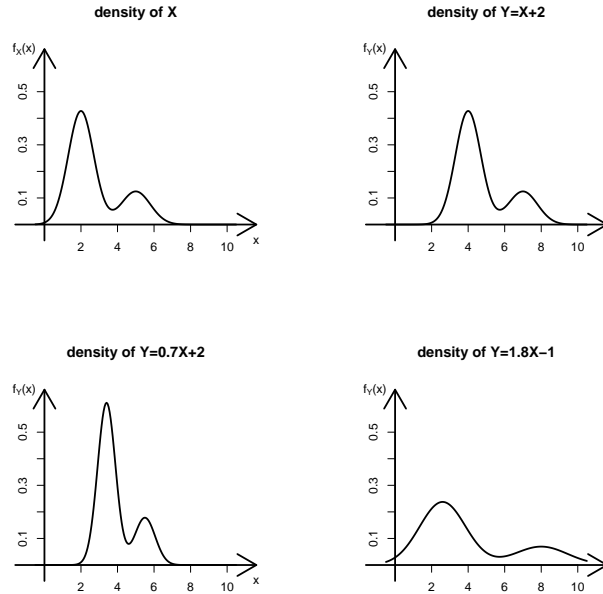 density of X
fX(x)
0.5
0.3
0.1
2 4 6 8 10
x
density of Y=X+2
fY(x)
0.5
0.3
0.1
2 4 6 8 10
density of Y=0.7X+2
fY(x)
0.5
0.3
0.1
2 4 6 8 10
x
density of Y=1.8X−1
fY(x)
0.5
0.3
0.1
2 4 6 8 10